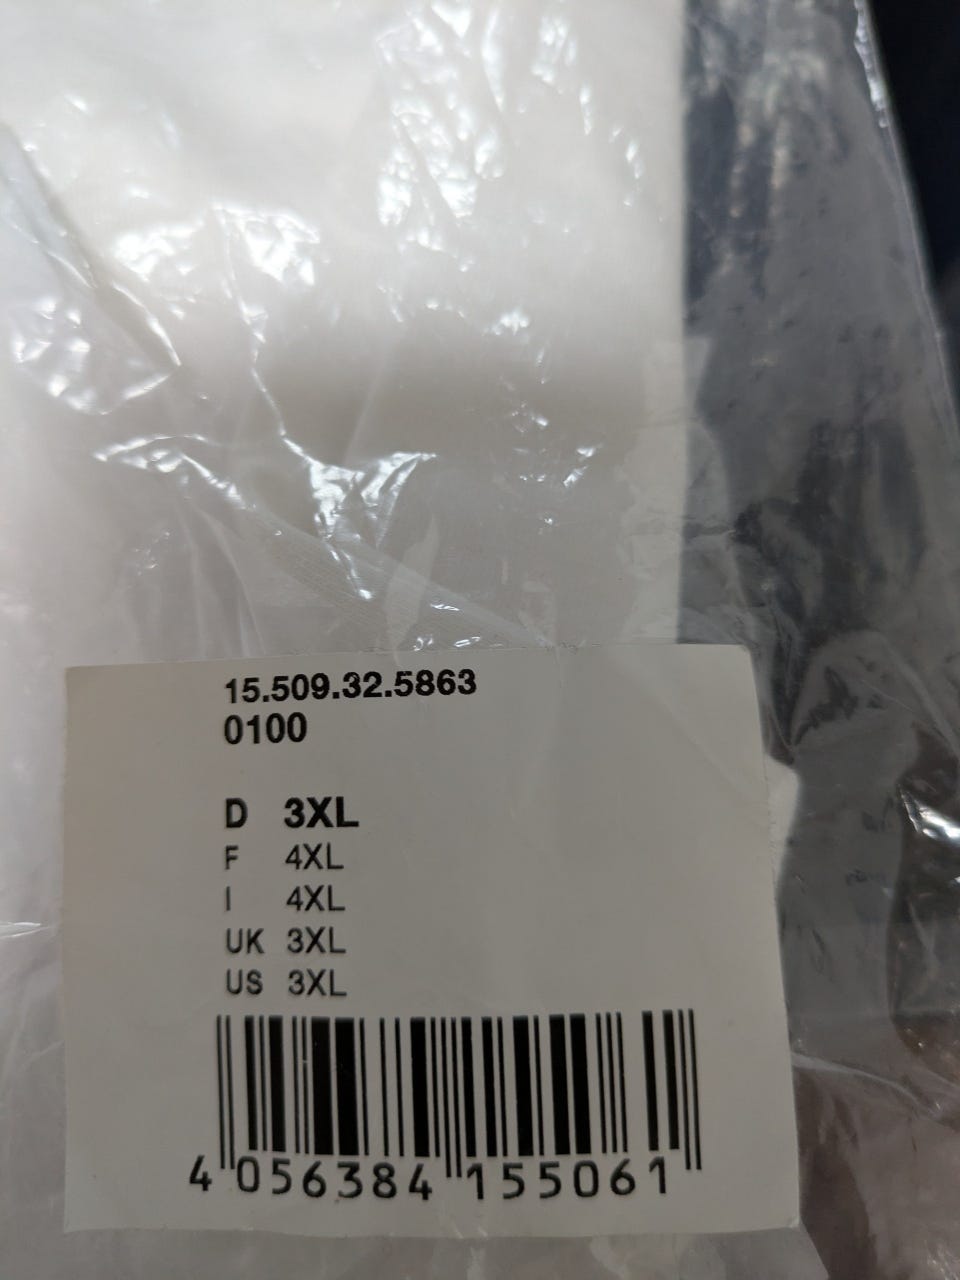 15.509.32.5863
0100
D 3XL
F 4XL
I 4XL
UK 3XL
US 3XL
4 056384 155061